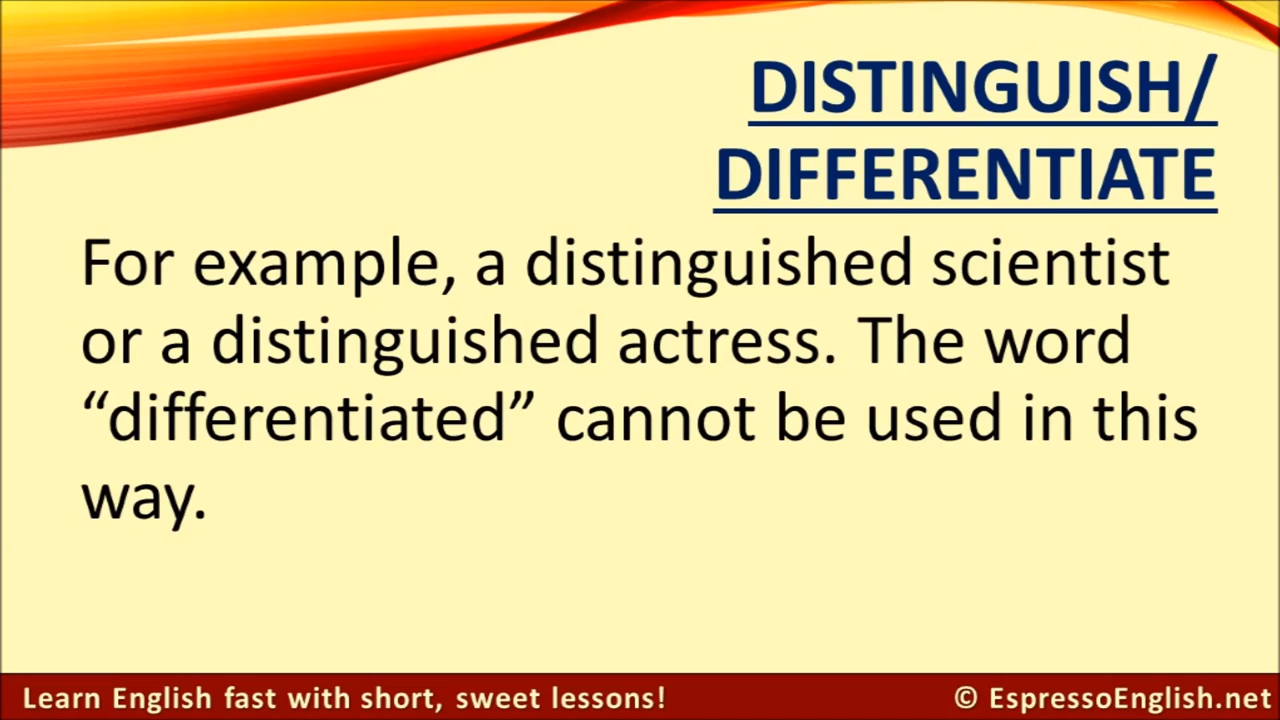 DISTINGUISH/
DIFFERENTIATE
For example, a distinguished scientist
or a distinguished actress. The word
“differentiated” cannot be used in this
way.
Learn English fast with short, sweet lessons!
© EspressoEnglish.net